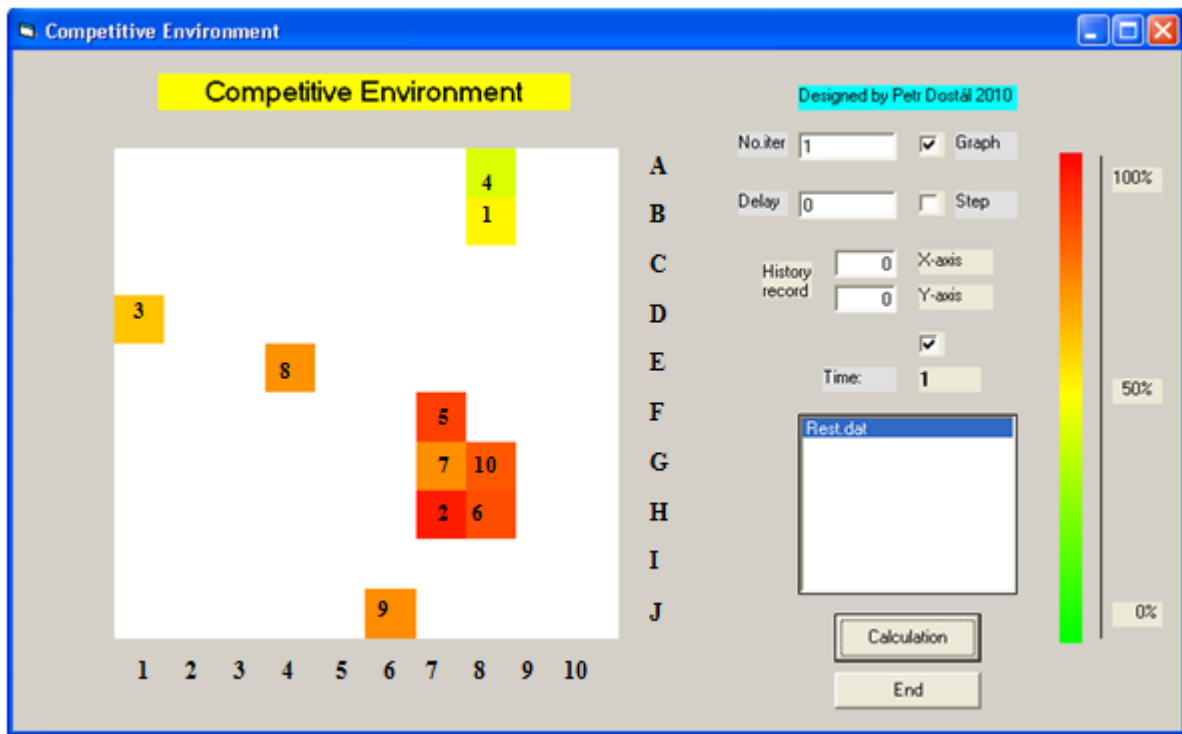 Competitive Environment
Competitive Environment
Designed by Petr Dostál 2010
No.iter 1 Graph
Delay 0 Step
History record
0 X-axis
0 Y-axis
Time: 1
Rest.dat
Calculation
End
100%
50%
0%
4 A
1 B
C
3 D
8 E
5 F
7 10 G
2 6 H
I
9 J
1 2 3 4 5 6 7 8 9 10